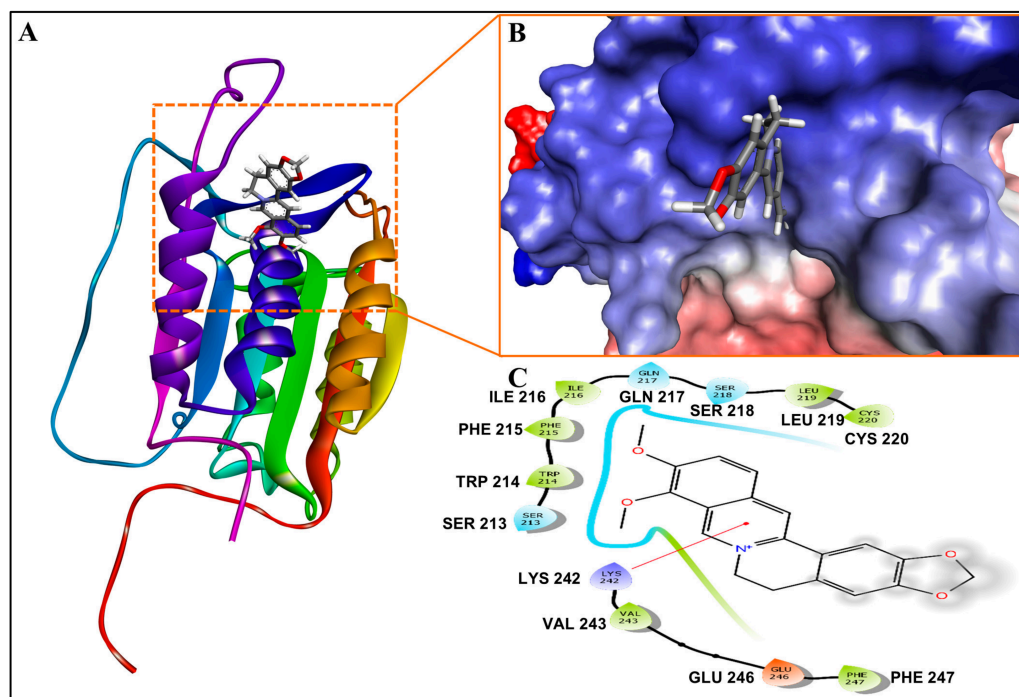 A
B
C
GLN
217
ILE
216
SER
218
LEU
219
ILE 216
GLN 217
SER 218
LEU 219
CYS
220
CYS 220
PHE 215
PHE
215
O
TRP 214
TRP
214
O
SER 213
SER
213
N+
O
O
LYS 242
LYS
242
VAL 243
VAL
243
GLU 246
GLU
246
PHE
247
PHE 247